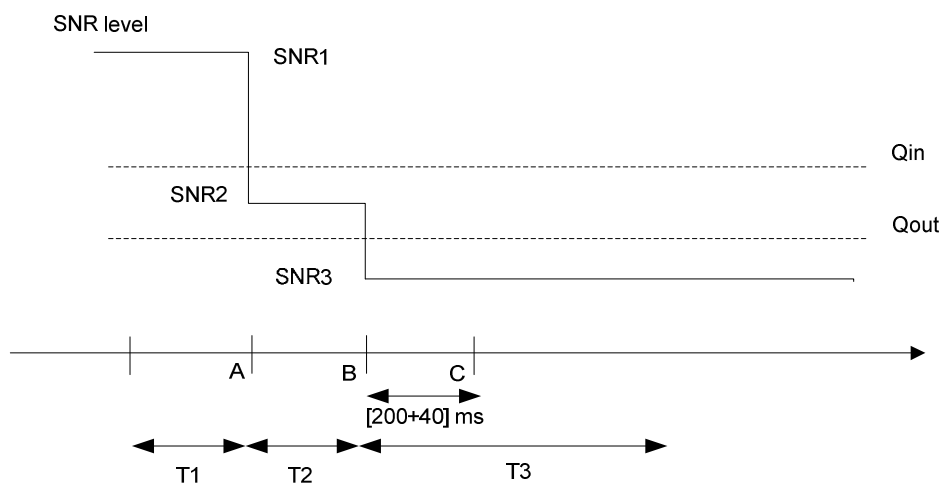 SNR level
SNR1
Qin
SNR2
Qout
SNR3
A
B
C
[200+40] ms
T1
T2
T3